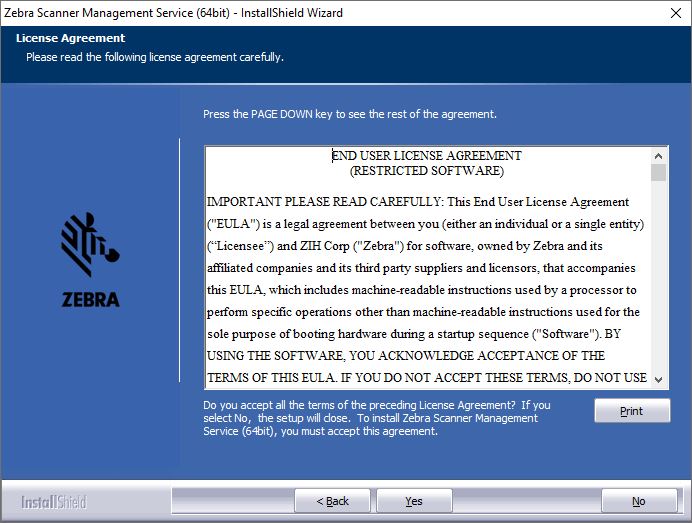 Zebra Scanner Management Service (64bit) - InstallShield Wizard
License Agreement
Please read the following license agreement carefully.
Press the PAGE DOWN key to see the rest of the agreement.
END USER LICENSE AGREEMENT
(RESTRICTED SOFTWARE)
IMPORTANT PLEASE READ CAREFULLY: This End User License Agreement
("EULA") is a legal agreement between you (either an individual or a single entity)
(“Licensee”) and ZIH Corp ("Zebra") for software, owned by Zebra and its
affiliated companies and its third party suppliers and licensors, that accompanies
this EULA, which includes machine-readable instructions used by a processor to
perform specific operations other than machine-readable instructions used for the
sole purpose of booting hardware during a startup sequence ("Software"). BY
USING THE SOFTWARE, YOU ACKNOWLEDGE ACCEPTANCE OF THE
TERMS OF THIS EULA. IF YOU DO NOT ACCEPT THESE TERMS, DO NOT USE
ZEBRA
Do you accept all the terms of the preceding License Agreement? If you
select No, the setup will close. To install Zebra Scanner Management
Service (64bit), you must accept this agreement.
Print
InstallShield
< Back
Yes
No